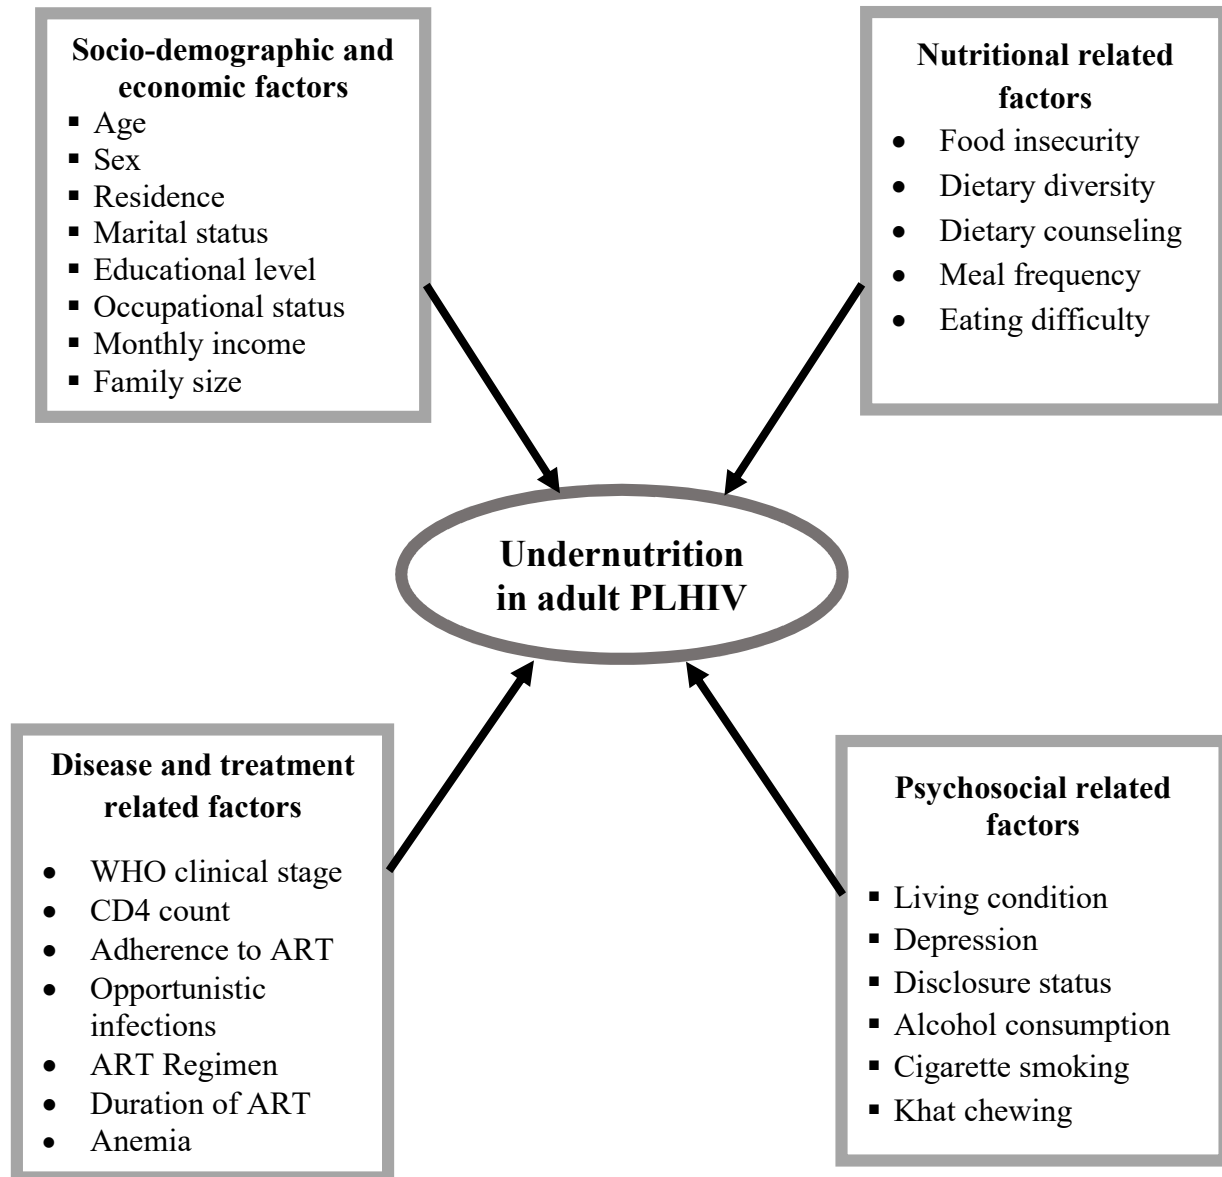 Socio-demographic and
economic factors
▪ Age
▪ Sex
▪ Residence
▪ Marital status
▪ Educational level
▪ Occupational status
▪ Monthly income
▪ Family size
Nutritional related
factors
• Food insecurity
• Dietary diversity
• Dietary counseling
• Meal frequency
• Eating difficulty
Undernutrition
in adult PLHIV
Disease and treatment
related factors
• WHO clinical stage
• CD4 count
• Adherence to ART
• Opportunistic
infections
• ART Regimen
• Duration of ART
• Anemia
Psychosocial related
factors
▪ Living condition
▪ Depression
▪ Disclosure status
▪ Alcohol consumption
▪ Cigarette smoking
▪ Khat chewing